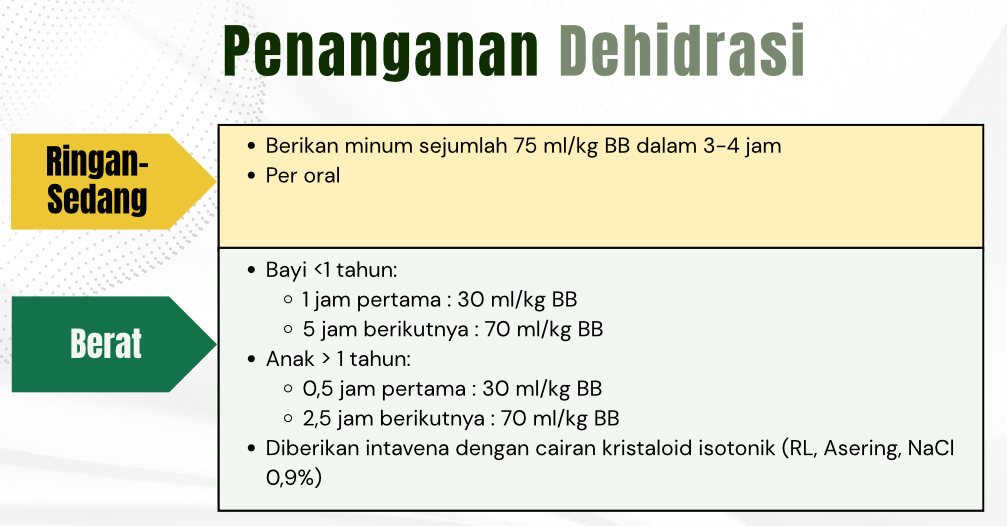 Penanganan Dehidrasi
Ringan-
Sedang
• Berikan minum sejumlah 75 ml/kg BB dalam 3-4 jam
• Per oral
Berat
• Bayi <1 tahun:
○ 1 jam pertama : 30 ml/kg BB
○ 5 jam berikutnya : 70 ml/kg BB
• Anak > 1 tahun:
○ 0,5 jam pertama : 30 ml/kg BB
○ 2,5 jam berikutnya : 70 ml/kg BB
• Diberikan intavena dengan cairan kristaloid isotonik (RL, Asering, NaCl
0,9%)